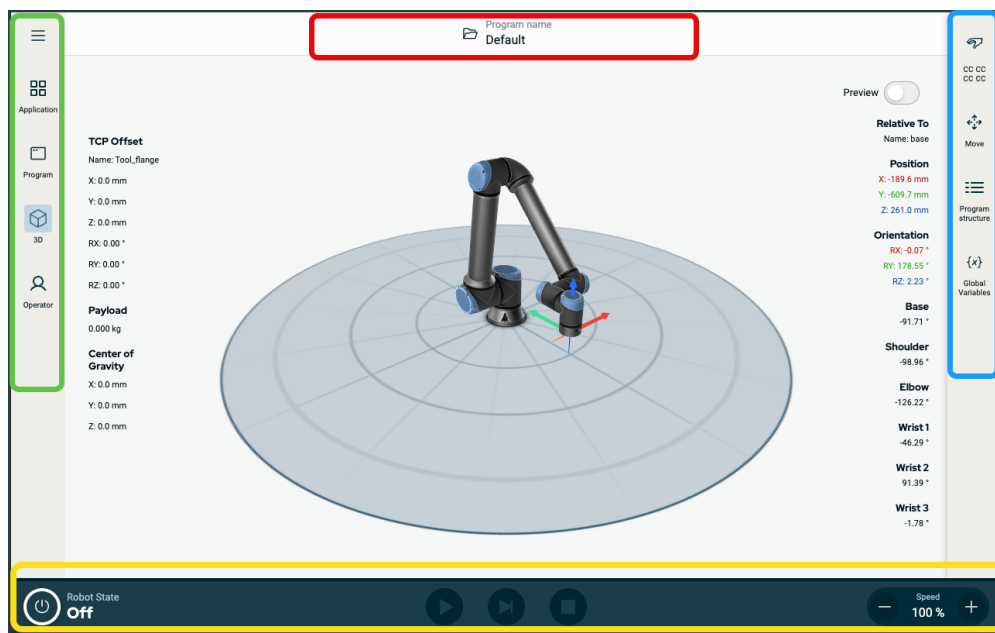 Program name
Default
Application
Program
3D
Operator
TCP Offset
Name: Tool_flange
X: 0.0 mm
Y: 0.0 mm
Z: 0.0 mm
RX: 0.00 °
RY: 0.00 °
RZ: 0.00 °
Payload
0.000 kg
Center of
Gravity
X: 0.0 mm
Y: 0.0 mm
Z: 0.0 mm
Preview
Relative To
Name: base
Position
X: -189.6 mm
Y: -609.7 mm
Z: 261.0 mm
Orientation
RX: -0.07 °
RY: 178.55 °
RZ: 2.23 °
Base
-91.71 °
Shoulder
-98.96 °
Elbow
-126.22 °
Wrist 1
-46.29 °
Wrist 2
91.39 °
Wrist 3
-1.78 °
CC CC
CC CC
Move
Program
structure
{x}
Global
Variables
Robot State
Off
Speed
100 %